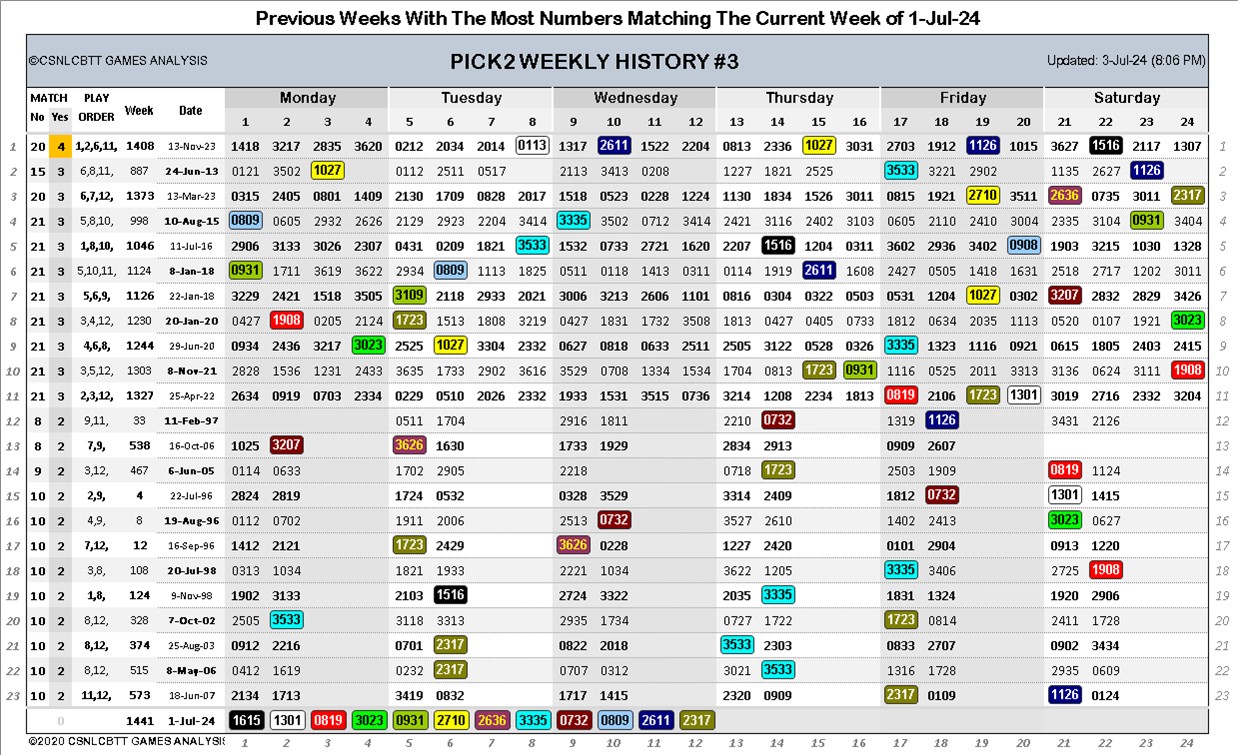 Previous Weeks With The Most Numbers Matching The Current Week of 1-Jul-24
©CSNLCBTT GAMES ANALYSIS PICK2 WEEKLY HISTORY #3 Updated: 3-Jul-24 (8:06 PM)
MATCH PLAY Week Date Monday Tuesday Wednesday Thursday Friday Saturday
No Yes ORDER 1 2 3 4 5 6 7 8 9 10 11 12 13 14 15 16 17 18 19 20 21 22 23 24
1 20 4 1,2,6,11, 1408 13-Nov-23 1418 3217 2835 3620 0212 2034 2014 0113 1317 2611 1522 2204 0813 2336 1027 3031 2703 1912 1126 1015 3627 1516 2117 1307 1
2 15 3 6,8,11, 887 24-Jun-13 0121 3502 1027 0112 2511 0517 2113 3413 0208 1227 1821 2525 3533 3221 2902 1135 2627 1126 2
3 20 3 6,7,12, 1373 13-Mar-23 0315 2405 0801 1409 2130 1709 0828 2017 1518 0523 0228 1224 1130 1834 1526 3011 0815 1921 2710 3511 2636 0735 3011 2317 3
4 21 3 5,8,10, 998 10-Aug-15 0809 0605 2932 2626 2129 2923 2204 3414 3335 3502 0712 3414 2421 3116 2402 3103 0605 2110 2410 3004 2335 3104 0931 3404 4
5 21 3 1,8,10, 1046 11-Jul-16 2906 3133 3026 2307 0431 0209 1821 3533 1532 0733 2721 1620 2207 1516 1204 0311 3602 2936 3402 0908 1903 3215 1030 1328 5
6 21 3 5,10,11, 1124 8-Jan-18 0931 1711 3619 3622 2934 0809 1113 1825 0511 0118 1413 0311 0114 1919 2611 1608 2427 0505 1418 1631 2518 2717 1202 3011 6
7 21 3 5,6,9, 1126 22-Jan-18 3229 2421 1518 3505 3109 2118 2933 2021 3006 3213 2606 1101 0816 0304 0322 0503 0531 1204 1027 0302 3207 2832 2829 3426 7
8 21 3 3,4,12, 1230 20-Jan-20 0427 1908 0205 2124 1723 1513 1808 3219 0427 1831 1732 3508 1813 0427 0405 0733 1812 0634 2035 1113 0520 0107 1921 3023 8
9 21 3 4,6,8, 1244 29-Jun-20 0934 2436 3217 3023 2525 1027 3304 2332 0627 0818 0633 2511 2505 3122 0528 0326 3335 1323 1116 0921 0615 1805 2403 2415 9
10 21 3 3,5,12, 1303 8-Nov-21 2828 1536 1231 2433 3635 1733 2902 3616 3529 0708 1334 1534 1704 0813 1723 0931 1116 0525 2011 3313 3136 0624 3111 1908 10
11 21 3 2,3,12, 1327 25-Apr-22 2634 0919 0703 2334 0229 0510 2026 2332 1933 1531 3515 0736 3214 1208 2234 1813 0819 2106 1723 1301 3019 2716 2332 3204 11
12 8 2 9,11, 33 11-Feb-97 0511 1704 2916 1811 2210 0732 1319 1126 3431 2126 12
13 8 2 7,9, 538 16-Oct-06 1025 3207 3626 1630 1733 1929 2834 2913 0909 2607 13
14 9 2 3,12, 467 6-Jun-05 0114 0633 1702 2905 2218 0718 1723 2503 1909 0819 1124 14
15 10 2 2,9, 4 22-Jul-96 2824 2819 1724 0532 0328 3529 3314 2409 1812 0732 1301 1415 15
16 10 2 4,9, 8 19-Aug-96 0112 0702 1911 2006 2513 0732 3527 2610 1402 2413 3023 0627 16
17 10 2 7,12, 12 16-Sep-96 1412 2121 1723 2429 3626 0228 1227 1420 0101 2904 0913 1220 17
18 10 2 3,8, 108 20-Jul-98 0313 1034 1821 1933 2221 1034 3622 1205 3335 3406 2725 1908 18
19 10 2 1,8, 124 9-Nov-98 1902 3133 2103 1516 2724 3322 2035 3335 1831 1324 1920 2906 19
20 10 2 8,12, 328 7-Oct-02 2505 3533 3118 3313 2935 1734 0727 1722 1723 0814 2411 1728 20
21 10 2 8,12, 374 25-Aug-03 0912 2216 0701 2317 0822 2018 3533 2303 0833 2707 0902 3434 21
22 10 2 8,12, 515 8-May-06 0412 1619 0232 2317 0707 0312 3021 3533 1316 1728 2935 0609 22
23 10 2 11,12, 573 18-Jun-07 2134 1713 3419 0832 1717 1415 2320 0909 2317 0109 1126 0124 23
0 1441 1-Jul-24 1615 1301 0819 3023 0931 2710 2636 3335 0732 0809 2611 2317
©2020 CSNLCBTT GAMES ANALYSIS 1 2 3 4 5 6 7 8 9 10 11 12 13 14 15 16 17 18 19 20 21 22 23 24